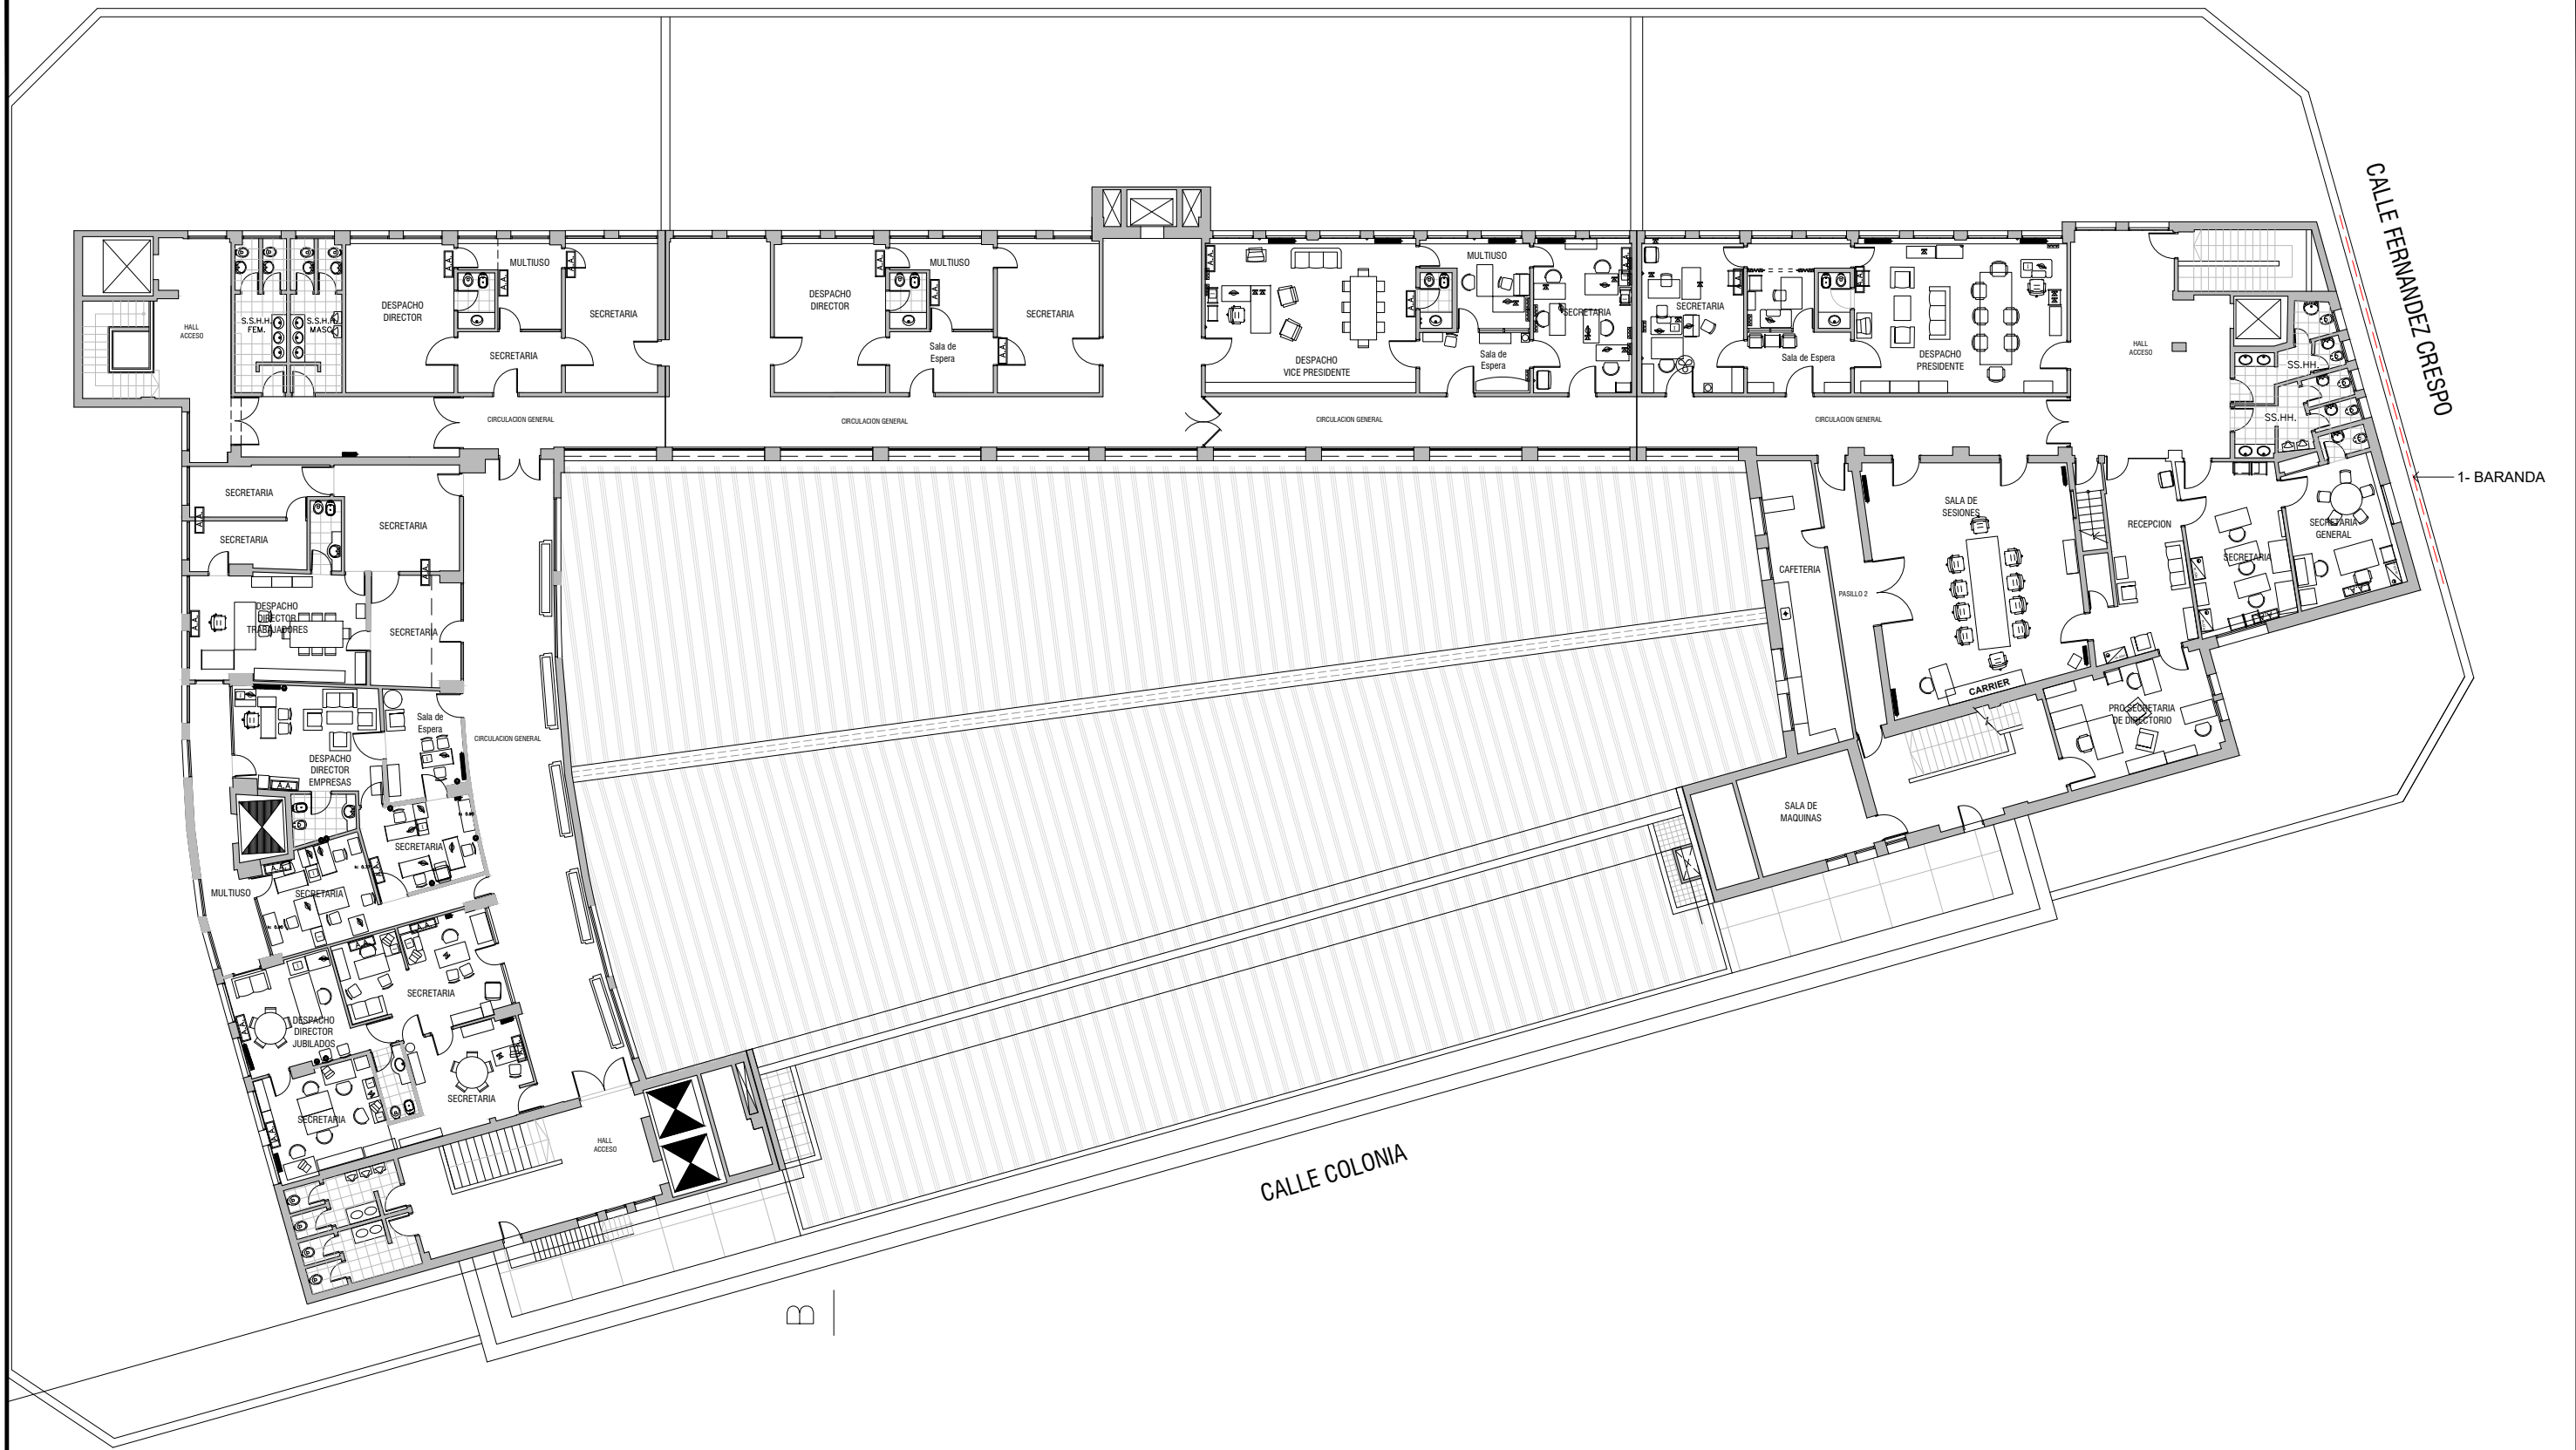 CALLE FERNANDEZ CRESPO
1- BARANDA
HALL
ACCESO
S.S.H.H.
FEM.
S.S.H.H.
MASC.
DESPACHO
DIRECTOR
MULTIUSO
SECRETARIA
SECRETARIA
DESPACHO
DIRECTOR
MULTIUSO
Sala de
Espera
SECRETARIA
DESPACHO
VICE PRESIDENTE
MULTIUSO
Sala de
Espera
SECRETARIA
SECRETARIA
Sala de Espera
DESPACHO
PRESIDENTE
HALL
ACCESO
SS.HH.
SS.HH.
CIRCULACION GENERAL
CIRCULACION GENERAL
CIRCULACION GENERAL
CIRCULACION GENERAL
SECRETARIA
SECRETARIA
SECRETARIA
DESPACHO
DIRECTOR
TRABAJADORES
SECRETARIA
Sala de
Espera
CIRCULACION GENERAL
DESPACHO
DIRECTOR
EMPRESAS
SECRETARIA
MULTIUSO
SECRETARIA
SECRETARIA
DESPACHO
DIRECTOR
JUBILADOS
SECRETARIA
SECRETARIA
HALL
ACCESO
CAFETERIA
PASILLO 2
SALA DE
SESIONES
CARRIER
RECEPCION
SECRETARIA
SECRETARIA
GENERAL
PRO SECRETARIA
DE DIRECTORIO
SALA DE
MAQUINAS
CALLE COLONIA
B